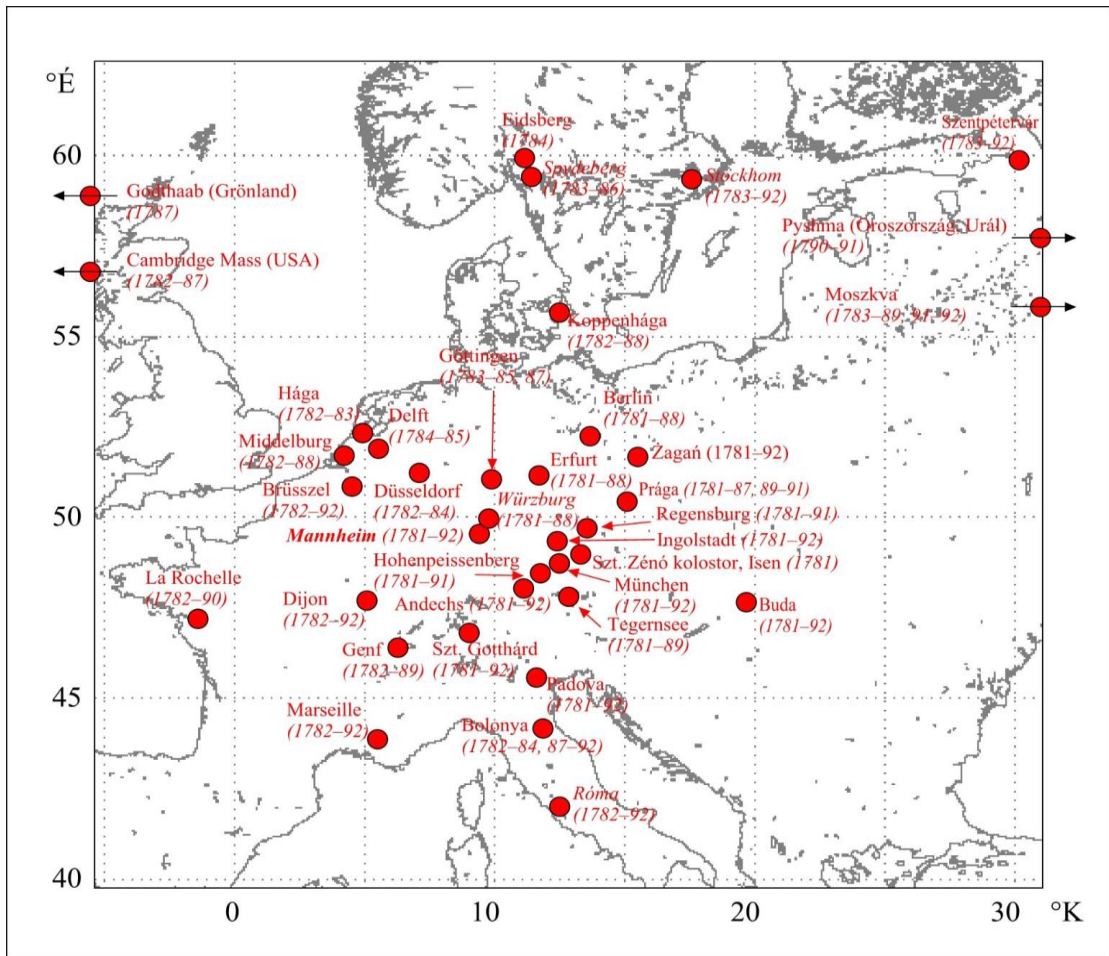 °É
Eidsberg
(1784)
Szentpétervár
(1783–92)
60
Spydeberg
(1783–86)
Stockhom
(1783–92)
Godthaab (Grönland)
(1787)
Pyshma (Oroszország, Urál)
(1790–91)
Cambridge Mass (USA)
(1782–87)
Moszkva
(1783–89, 91, 92)
55
Koppenhága
(1782–88)
Göttingen
(1783–85, 87)
Hága
(1782–83)
Delft
(1784–85)
Berlin
(1781–88)
Middelburg
(1782–88)
Żagań (1781–92)
Erfurt
(1781–88)
Brüsszel
(1782–92)
Düsseldorf
(1782–84)
Würzburg
(1781–88)
Prága (1781–87, 89–91)
50
Regensburg (1781–91)
Mannheim (1781–92)
Ingolstadt (1781–92)
Hohenpeissenberg
(1781–91)
Szt. Zénó kolostor, Isen (1781)
La Rochelle
(1782–90)
München
(1781–92)
Dijon
(1782–92)
Andechs (1781–92)
Tegernsee
(1781–89)
Buda
(1781–92)
Genf
(1782–89)
Szt. Gotthárd
(1781–92)
45
Padova
(1781–92)
Marseille
(1782–92)
Bolonya
(1782–84, 87–92)
Róma
(1782–92)
40
0
10
20
30
°K